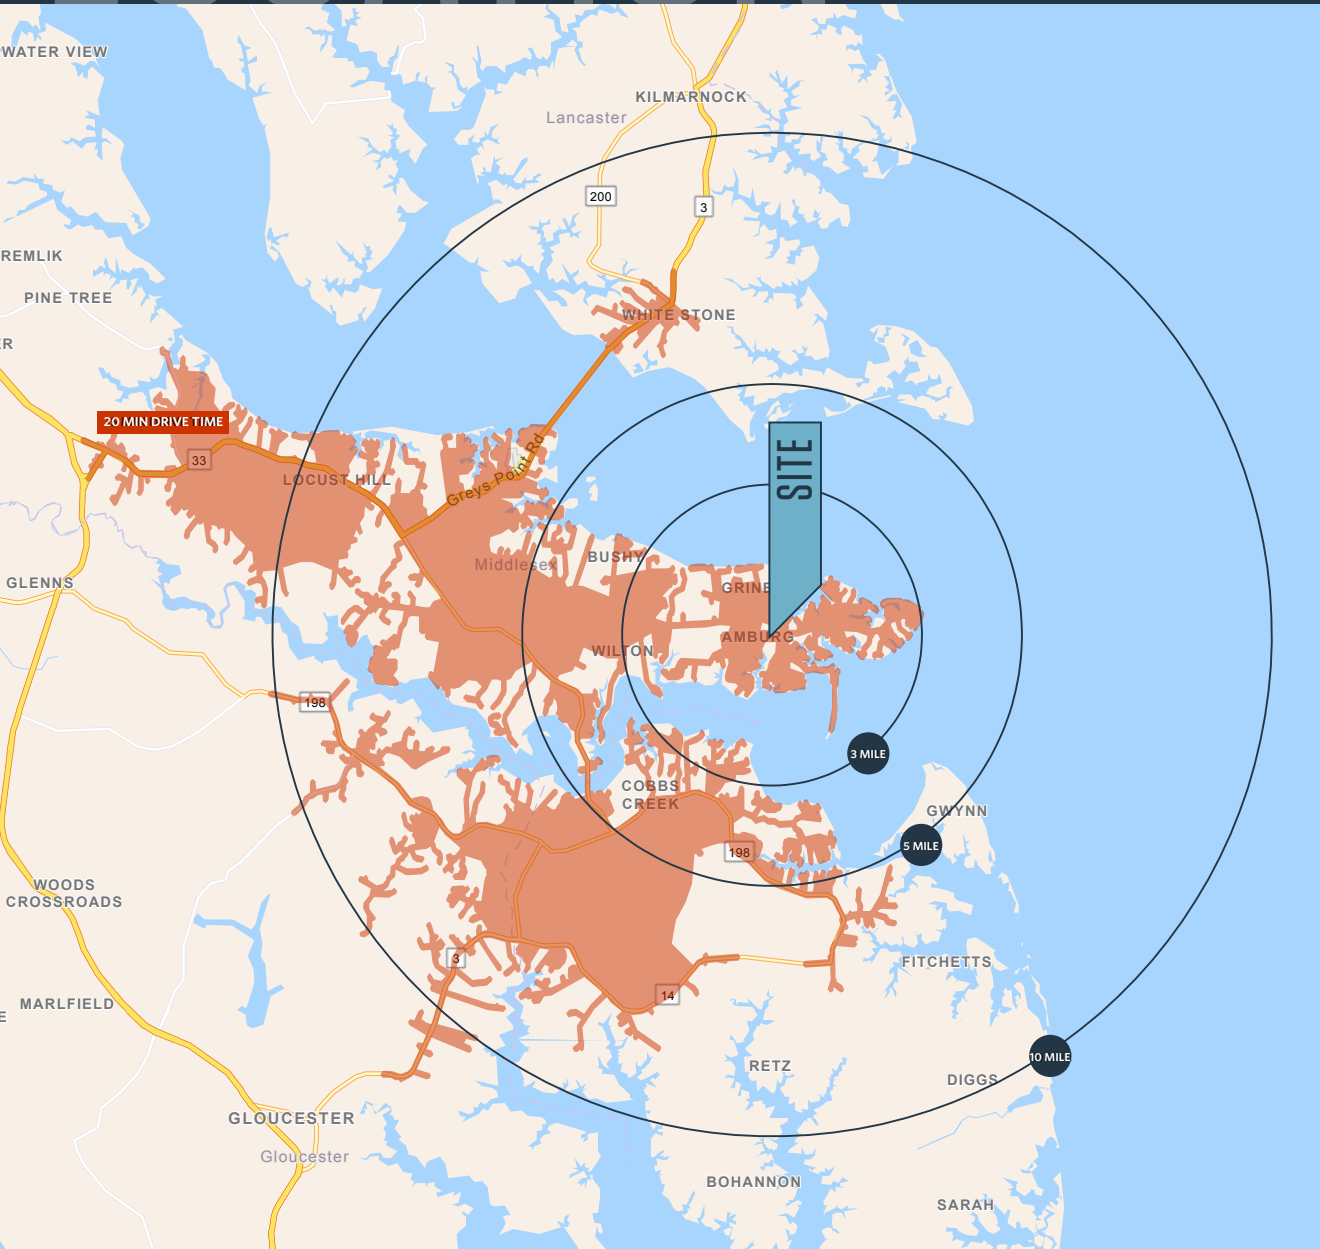 WATER VIEW
KILMARNOCK
Lancaster
200
3
REMLIK
PINE TREE
WHITE STONE
20 MIN DRIVE TIME
33
LOCUST HILL
Greys Point Rd
SITE
Middlesex
BUSHY
GLENNS
GRINE
AMBURG
WILTON
198
3 MILE
COBBS
CREEK
GWYNN
5 MILE
198
WOODS
CROSSROADS
3
FITCHETTS
14
MARLFIELD
10 MILE
RETZ
DIGGS
GLOUCESTER
Gloucester
BOHANNON
SARAH